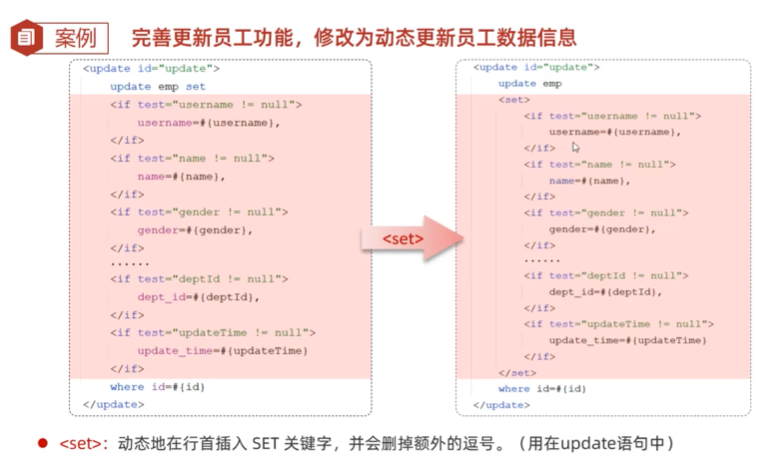 案例
完善更新员工功能，修改为动态更新员工数据信息
<update id="update">
update emp set
<if test="username != null">
username=#{username},
</if>
<if test="name != null">
name=#{name},
</if>
<if test="gender != null">
gender=#{gender},
</if>
......
<if test="deptId != null">
dept_id=#{deptId},
</if>
<if test="updateTime != null">
update_time=#{updateTime}
</if>
where id=#{id}
</update>
<set>
<update id="update">
update emp
<set>
<if test="username != null">
username=#{username},
</if>
<if test="name != null">
name=#{name},
</if>
<if test="gender != null">
gender=#{gender},
</if>
......
<if test="deptId != null">
dept_id=#{deptId},
</if>
<if test="updateTime != null">
update_time=#{updateTime}
</if>
</set>
where id=#{id}
</update>
<set>：动态地在行首插入 SET 关键字，并会删掉额外的逗号。（用在update语句中）